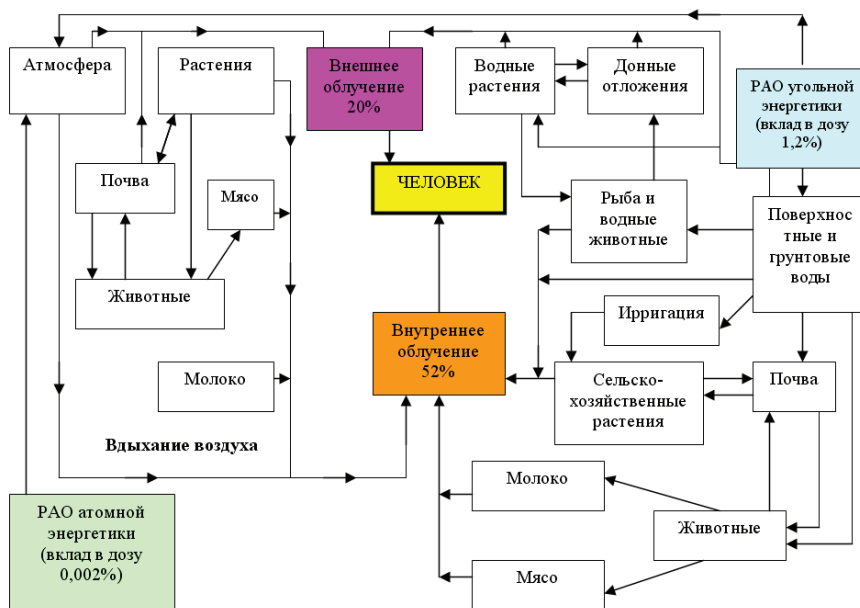 Атмосфера
Растения
Внешнее
облучение
20%
Водные
растения
Донные
отложения
РАО угольной
энергетики
(вклад в дозу
1,2%)
Почва
Мясо
ЧЕЛОВЕК
Рыба и
водные
животные
Поверхнос
тные и
грунтовые
воды
Животные
Ирригация
Внутреннее
облучение
52%
Молоко
Сельско-
хозяйственные
растения
Почва
Вдыхание воздуха
РАО атомной
энергетики
(вклад в дозу
0,002%)
Молоко
Животные
Мясо